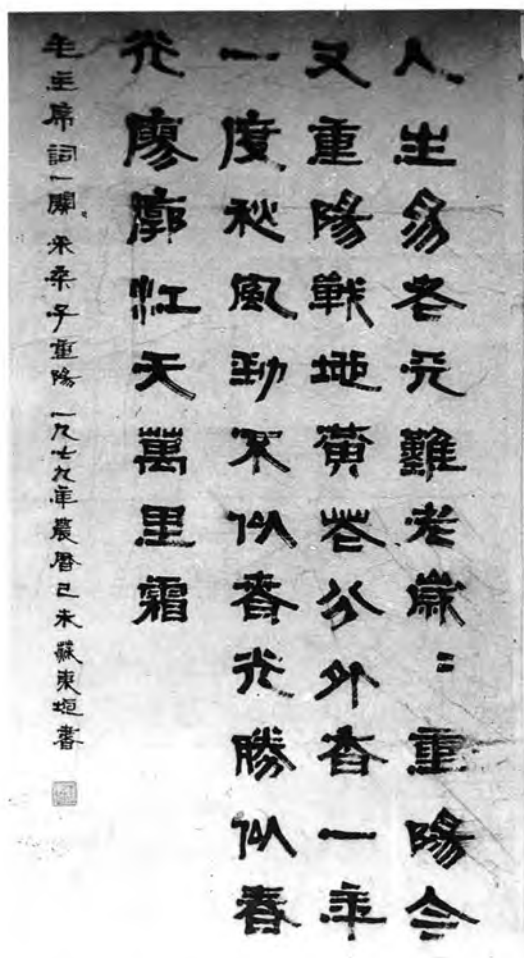 人生易老天難老歲〻重陽今
又重陽戰地黄花分外香一年
一度秋風勁不似春光勝似春
光廖廓江天萬里霜
毛主席詞一闋 采桑子重陽 一九七九年農曆己未 蘇東垣書